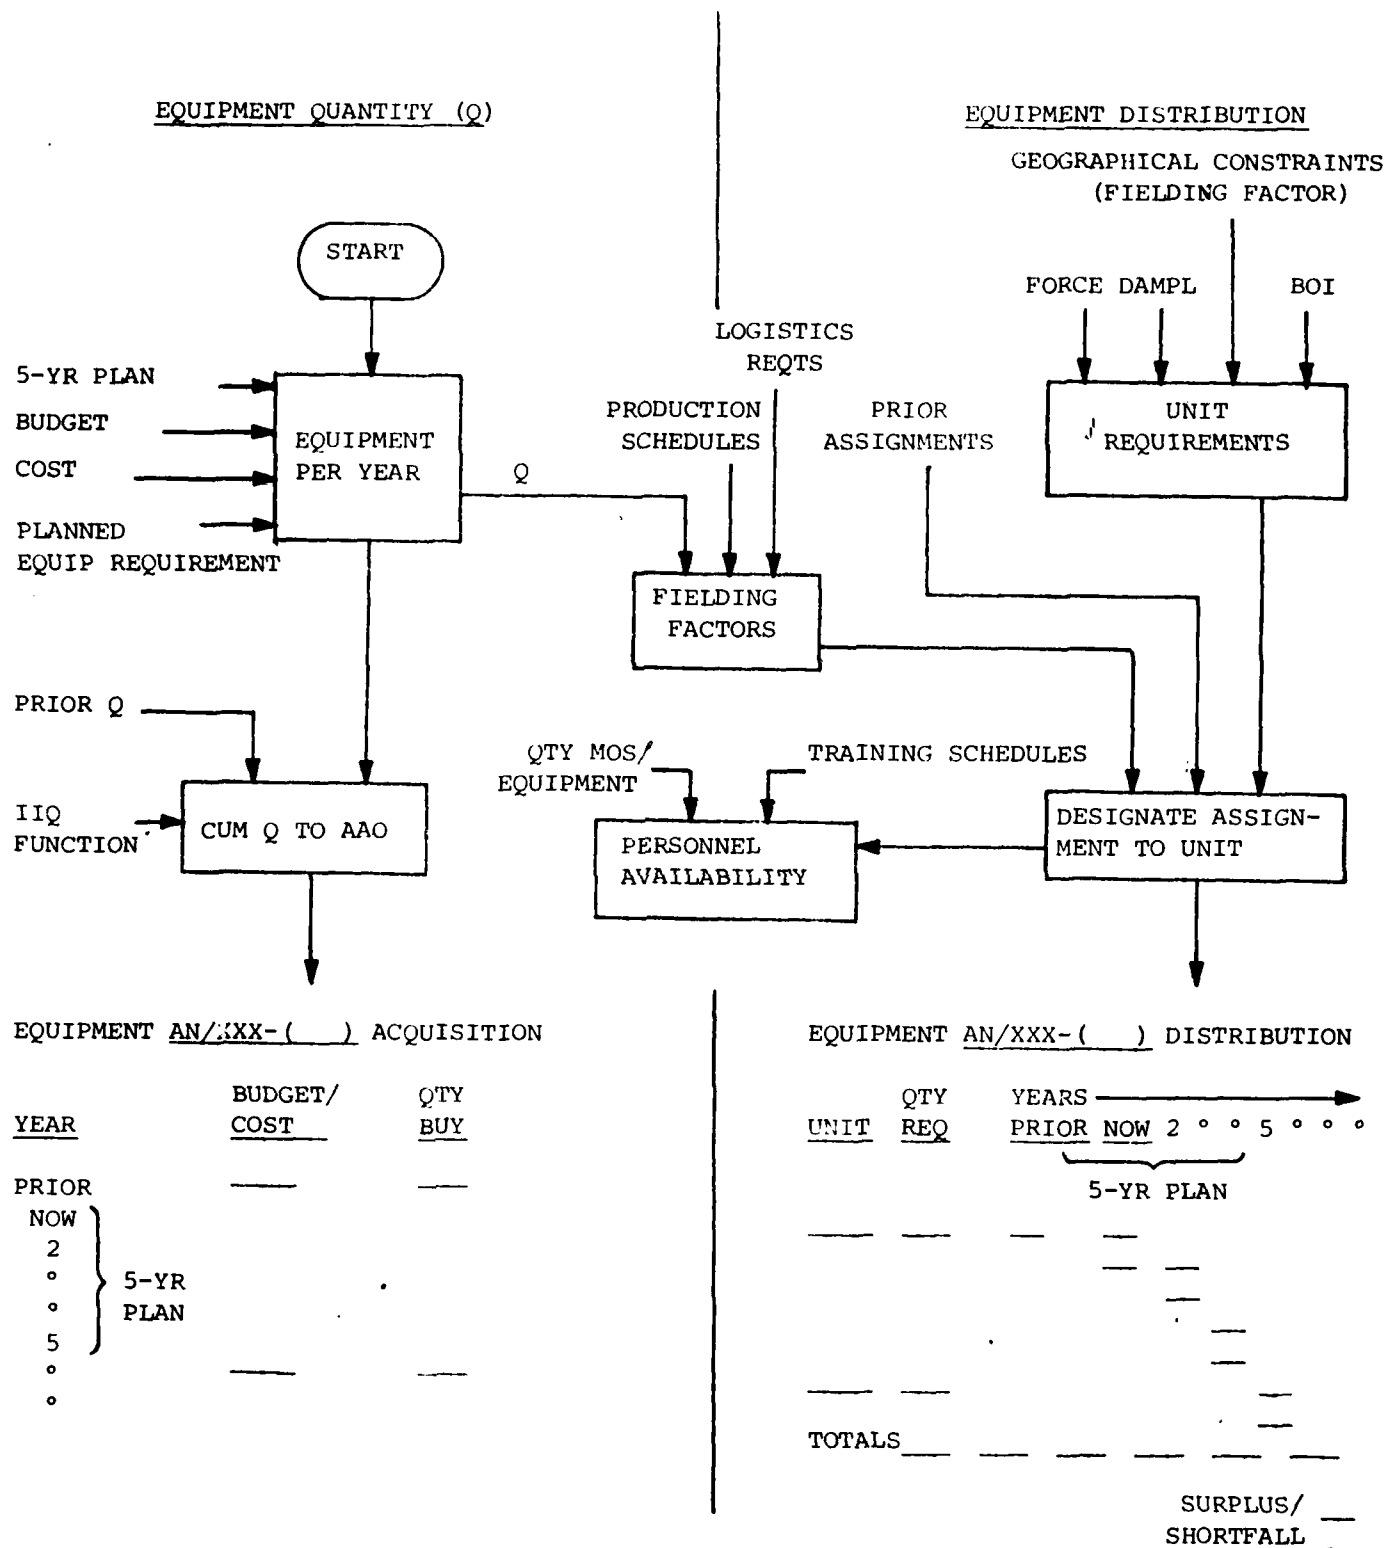 EQUIPMENT QUANTITY (Q)
EQUIPMENT DISTRIBUTION
GEOGRAPHICAL CONSTRAINTS
(FIELDING FACTOR)
START
FORCE DAMPL
BOI
LOGISTICS
REQTS
5-YR PLAN
BUDGET
COST
PLANNED
EQUIP REQUIREMENT
EQUIPMENT
PER YEAR
Q
PRODUCTION
SCHEDULES
PRIOR
ASSIGNMENTS
UNIT
REQUIREMENTS
FIELDING
FACTORS
PRIOR Q
IIQ
FUNCTION
CUM Q TO AAO
QTY MOS/
EQUIPMENT
TRAINING SCHEDULES
PERSONNEL
AVAILABILITY
DESIGNATE ASSIGN-
MENT TO UNIT
EQUIPMENT AN/XXX-(   ) ACQUISITION
BUDGET/ QTY
YEAR COST BUY
PRIOR
NOW
2
°
°
5
°
°
5-YR
PLAN
EQUIPMENT AN/XXX-(   ) DISTRIBUTION
QTY YEARS
UNIT REQ PRIOR NOW 2 ° ° 5 ° ° °
5-YR PLAN
TOTALS
SURPLUS/
SHORTFALL